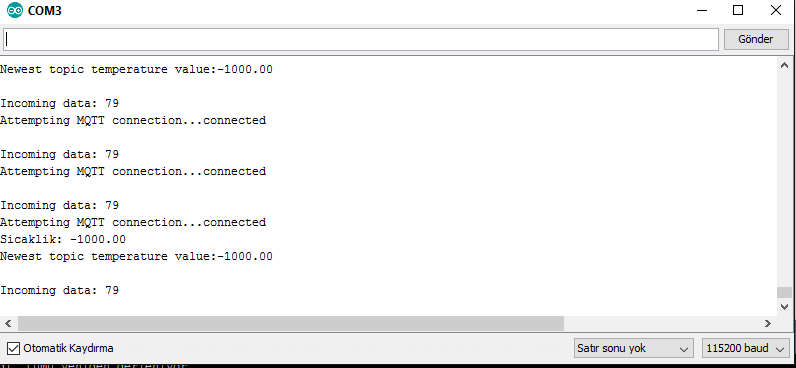 COM3
Gönder
Newest topic temperature value:-1000.00
Incoming data: 79
Attempting MQTT connection...connected
Incoming data: 79
Attempting MQTT connection...connected
Incoming data: 79
Attempting MQTT connection...connected
Sicaklik: -1000.00
Newest topic temperature value:-1000.00
Incoming data: 79
Otomatik Kaydırma
Satır sonu yok
115200 baud